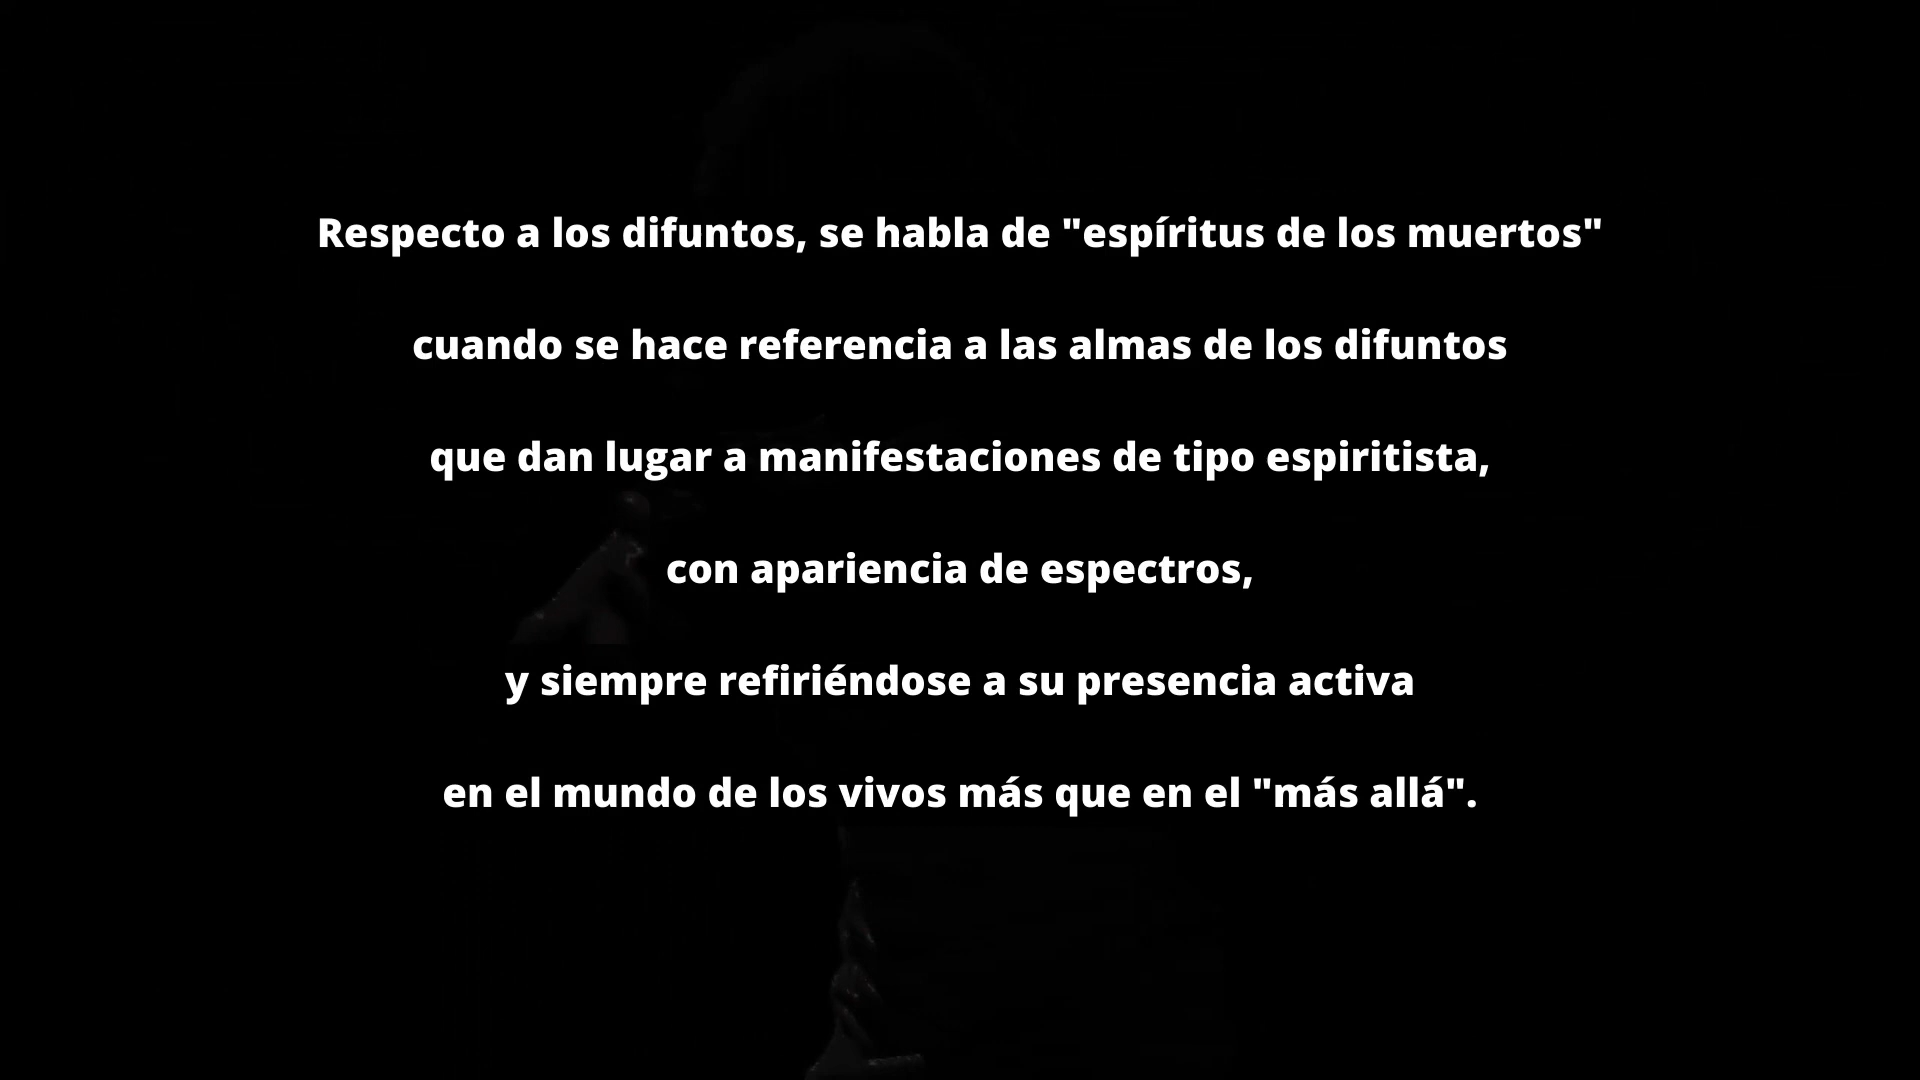 Respecto a los difuntos, se habla de "espíritus de los muertos"
cuando se hace referencia a las almas de los difuntos
que dan lugar a manifestaciones de tipo espiritista,
con apariencia de espectros,
y siempre refiriéndose a su presencia activa
en el mundo de los vivos más que en el "más allá".